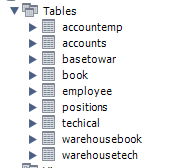 Tables
accountemp
accounts
basetowar
book
employee
positions
techical
warehousebook
warehousetech